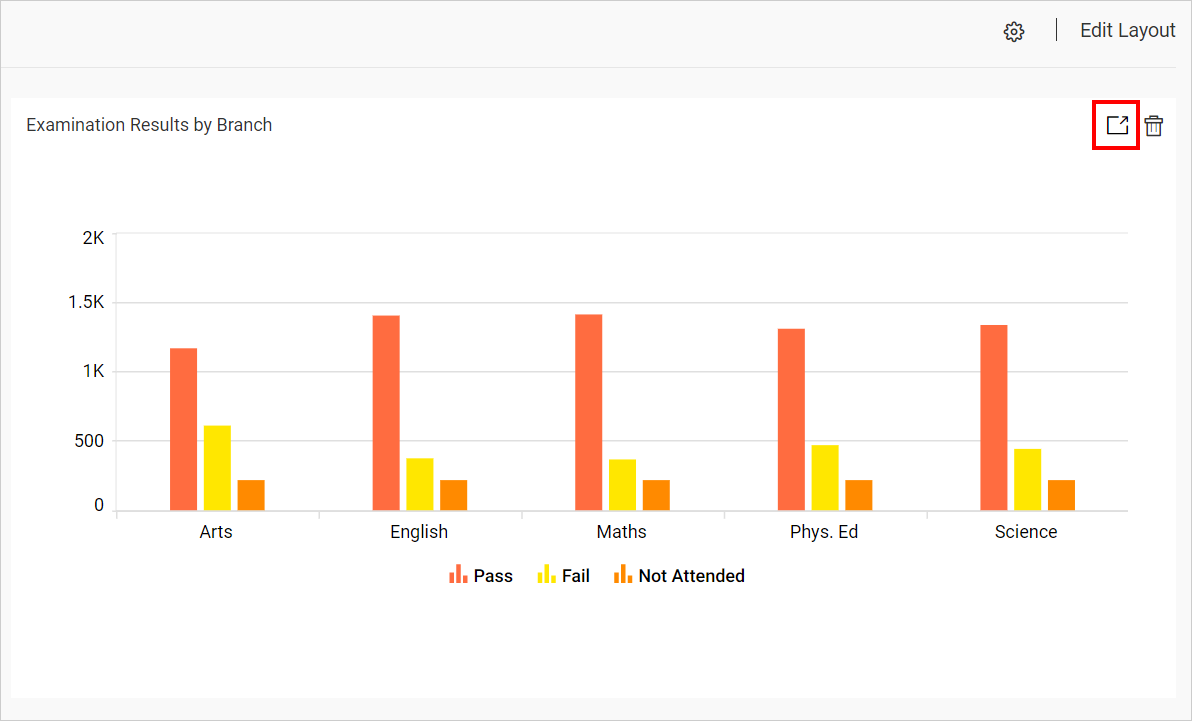 Edit Layout
Examination Results by Branch
2K
1.5K
1K
500
0
Arts English Maths Phys. Ed Science
Pass Fail Not Attended